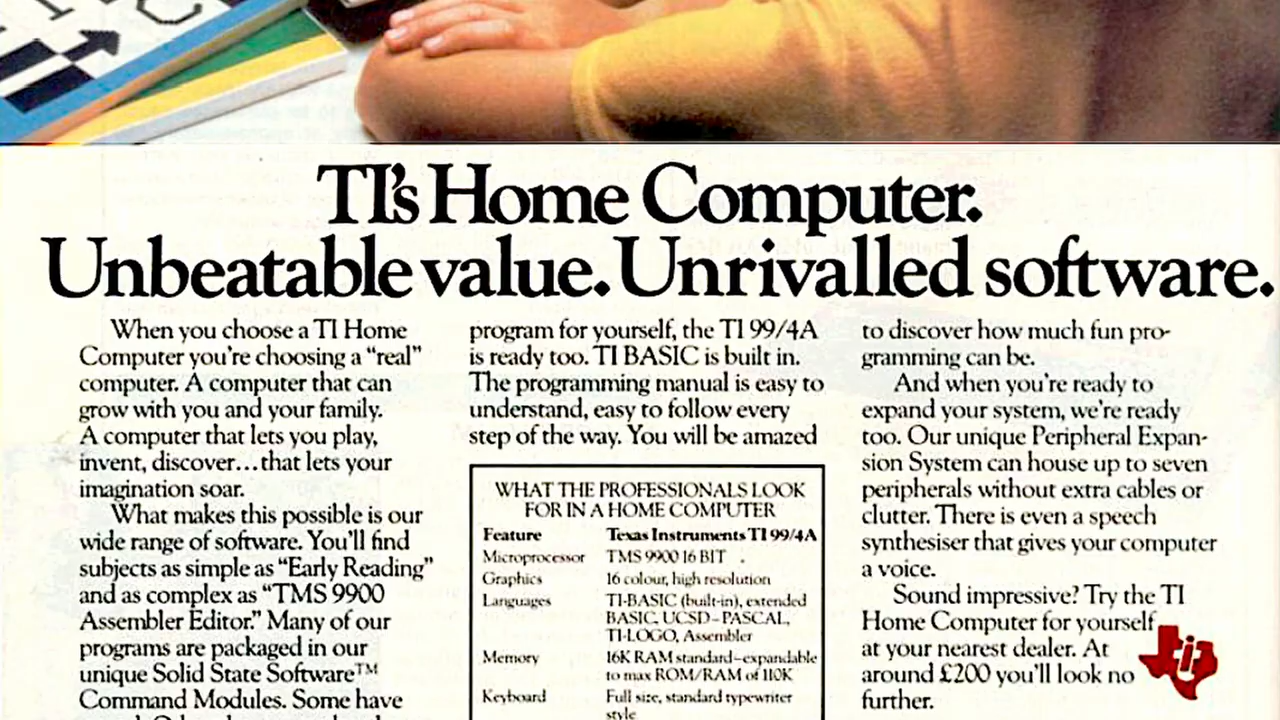 TI's Home Computer.
Unbeatable value. Unrivalled software.
When you choose a TI Home
Computer you're choosing a “real”
computer. A computer that can
grow with you and your family.
A computer that lets you play,
invent, discover...that lets your
imagination soar.
What makes this possible is our
wide range of software. You'll find
subjects as simple as “Early Reading”
and as complex as “TMS 9900
Assembler Editor.” Many of our
programs are packaged in our
unique Solid State Software™
Command Modules. Some have
program for yourself, the TI 99/4A
is ready too. TI BASIC is built in.
The programming manual is easy to
understand, easy to follow every
step of the way. You will be amazed
WHAT THE PROFESSIONALS LOOK
FOR IN A HOME COMPUTER
Feature Texas Instruments TI 99/4A
Microprocessor TMS 9900 16 BIT
Graphics 16 colour, high resolution
Languages TI-BASIC (built-in), extended
BASIC, UCSD-PASCAL,
TI-LOGO, Assembler
Memory 16K RAM standard-expandable
to max ROM/RAM of 110K
Keyboard Full size, standard typewriter
style
to discover how much fun pro-
gramming can be.
And when you're ready to
expand your system, we're ready
too. Our unique Peripheral Expan-
sion System can house up to seven
peripherals without extra cables or
clutter. There is even a speech
synthesiser that gives your computer
a voice.
Sound impressive? Try the TI
Home Computer for yourself
at your nearest dealer. At
around £200 you'll look no
further.